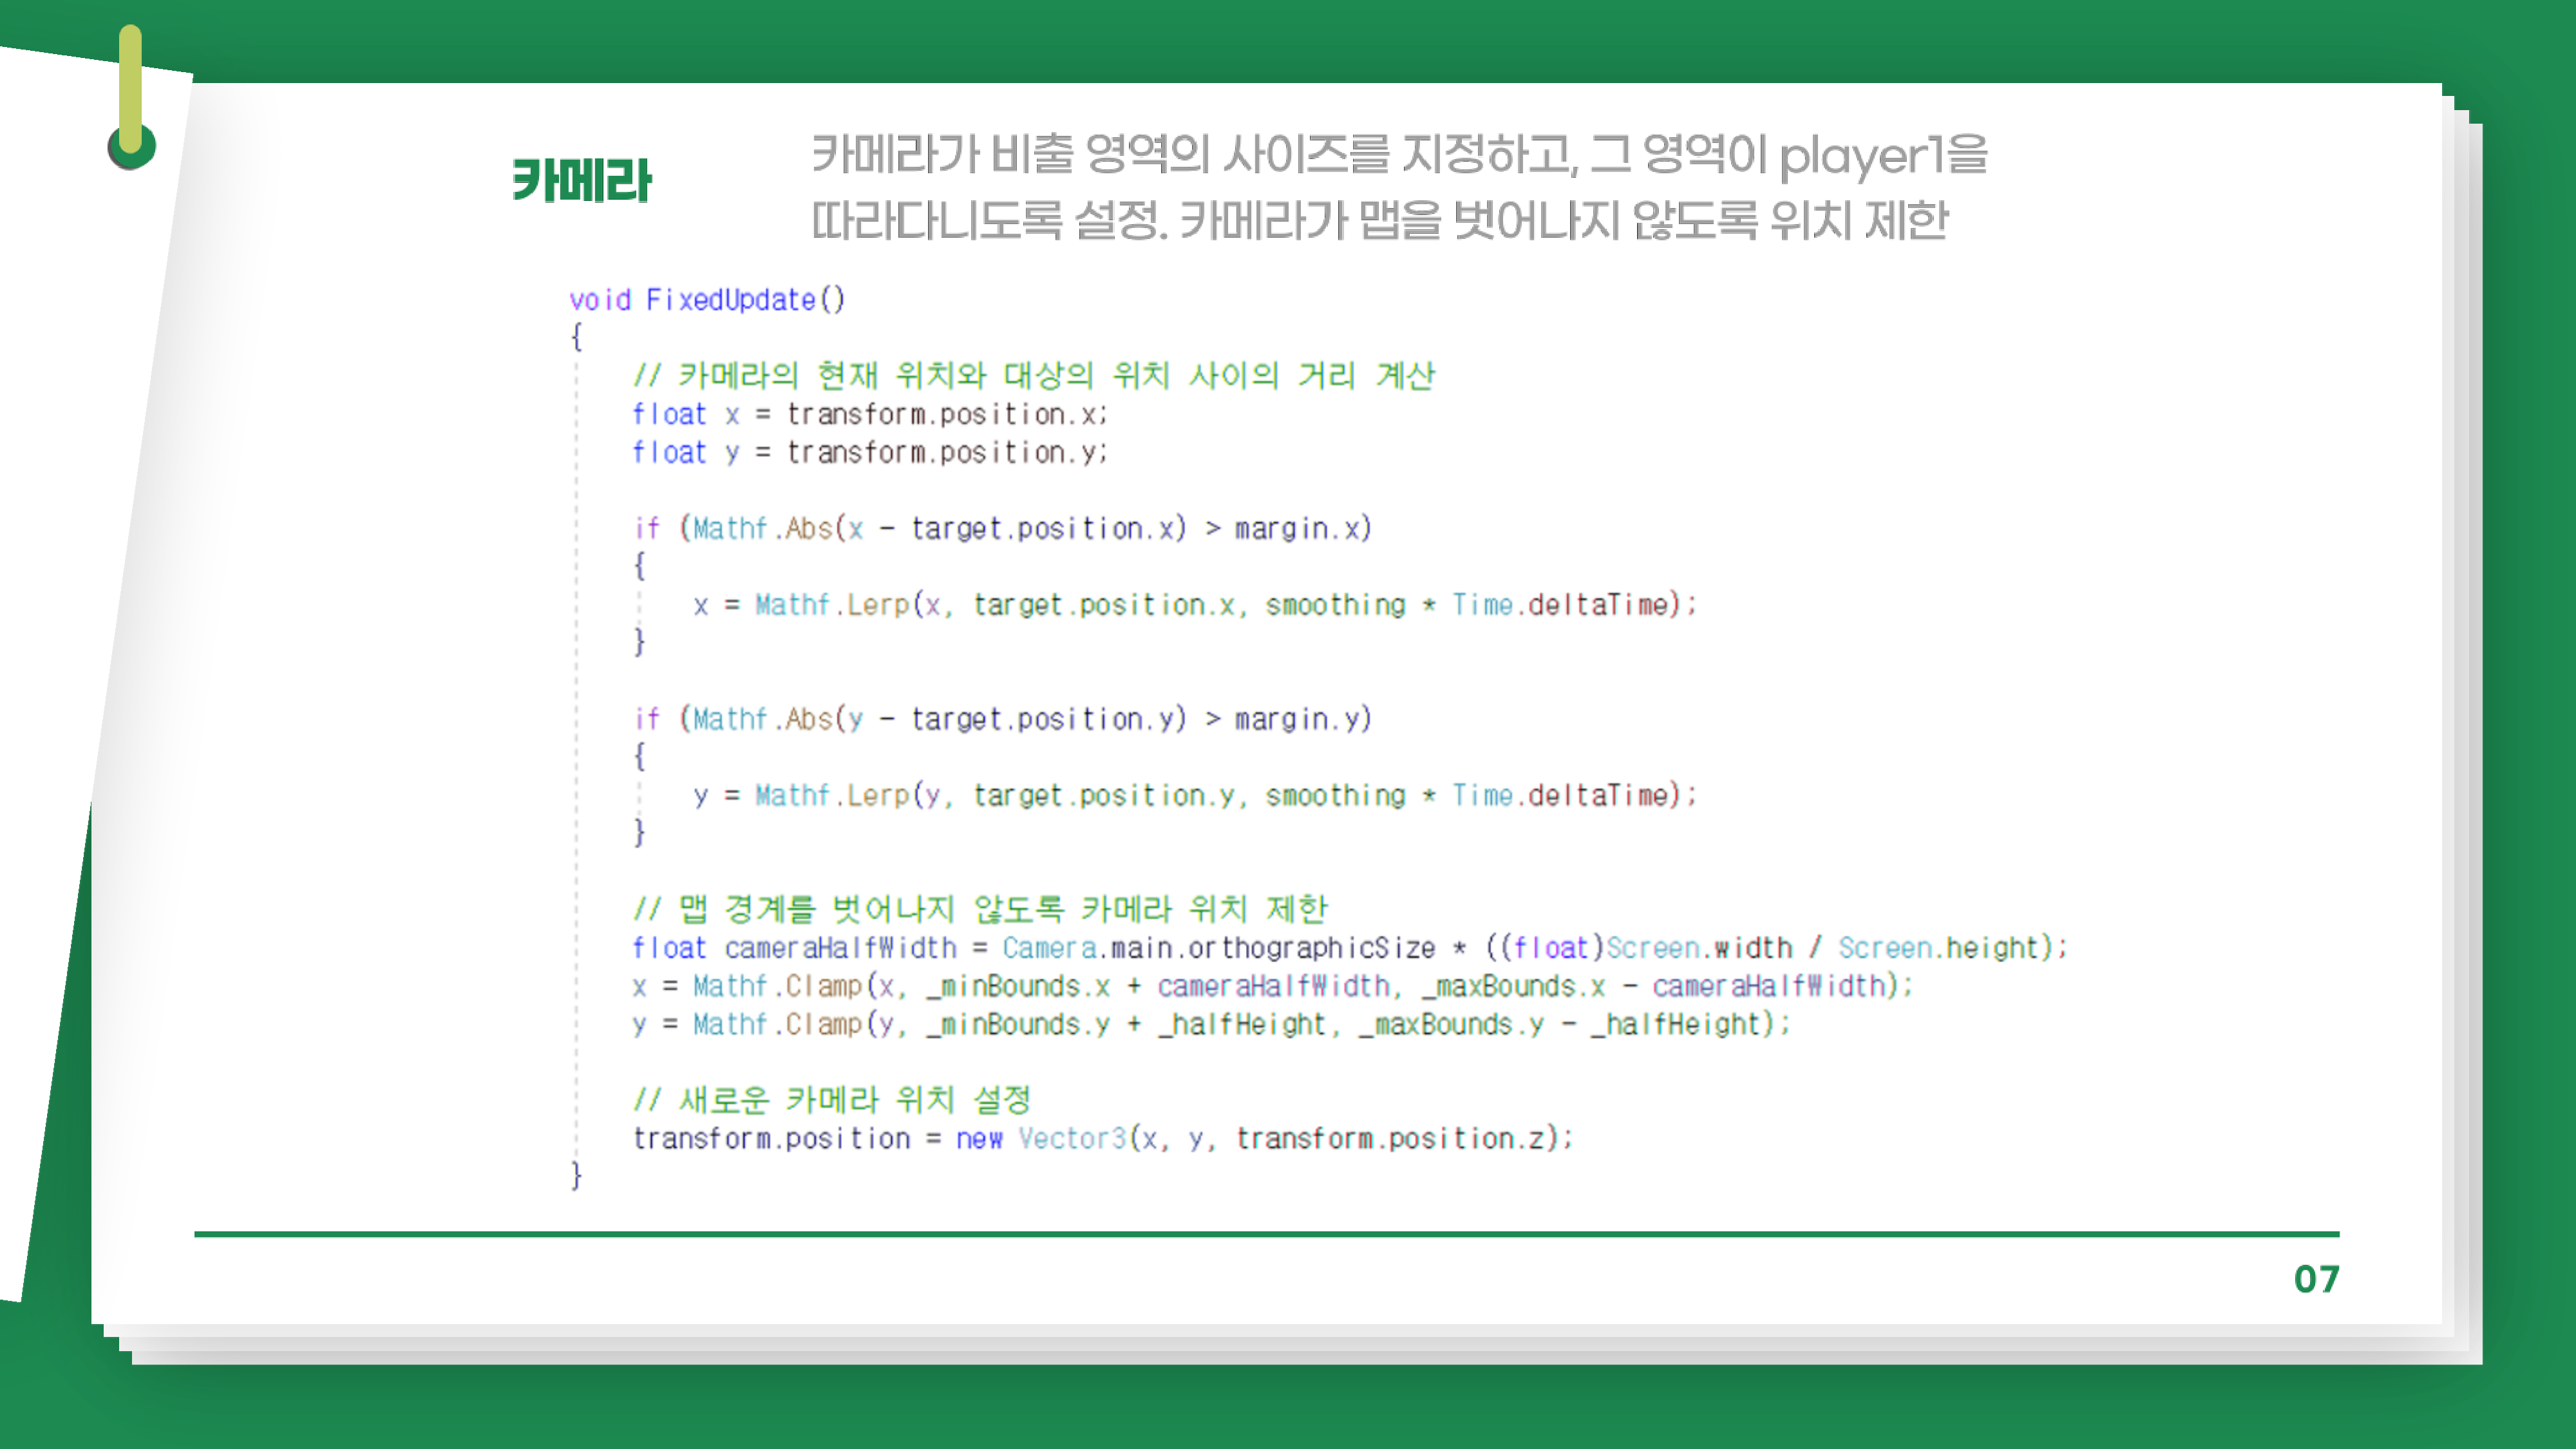 카메라
카메라가 비출 영역의 사이즈를 지정하고, 그 영역이 player1을
따라다니도록 설정. 카메라가 맵을 벗어나지 않도록 위치 제한
void FixedUpdate()
{
// 카메라의 현재 위치와 대상의 위치 사이의 거리 계산
float x = transform.position.x;
float y = transform.position.y;
if (Mathf.Abs(x - target.position.x) > margin.x)
{
x = Mathf.Lerp(x, target.position.x, smoothing * Time.deltaTime);
}
if (Mathf.Abs(y - target.position.y) > margin.y)
{
y = Mathf.Lerp(y, target.position.y, smoothing * Time.deltaTime);
}
// 맵 경계를 벗어나지 않도록 카메라 위치 제한
float cameraHalfWidth = Camera.main.orthographicSize * ((float)Screen.width / Screen.height);
x = Mathf.Clamp(x, _minBounds.x + cameraHalfWidth, _maxBounds.x - cameraHalfWidth);
y = Mathf.Clamp(y, _minBounds.y + _halfHeight, _maxBounds.y - _halfHeight);
// 새로운 카메라 위치 설정
transform.position = new Vector3(x, y, transform.position.z);
}
07